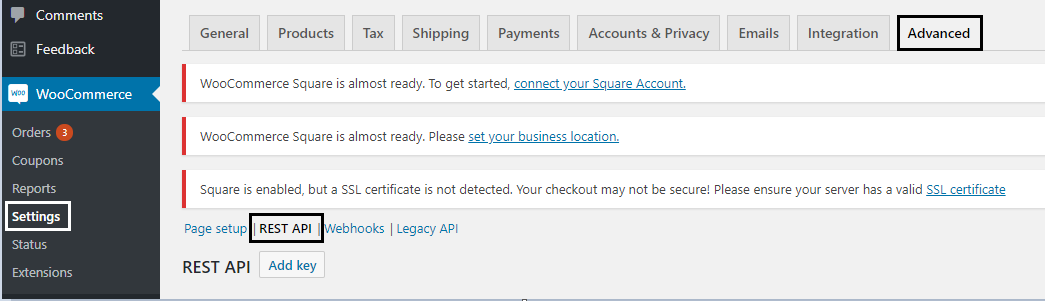 Comments
Feedback
WOO WooCommerce
Orders 3
Coupons
Reports
Settings
Status
Extensions
General Products Tax Shipping Payments Accounts & Privacy Emails Integration Advanced
WooCommerce Square is almost ready. To get started, connect your Square Account.
WooCommerce Square is almost ready. Please set your business location.
Square is enabled, but a SSL certificate is not detected. Your checkout may not be secure! Please ensure your server has a valid SSL certificate
Page setup | REST API | Webhooks | Legacy API
REST API Add key